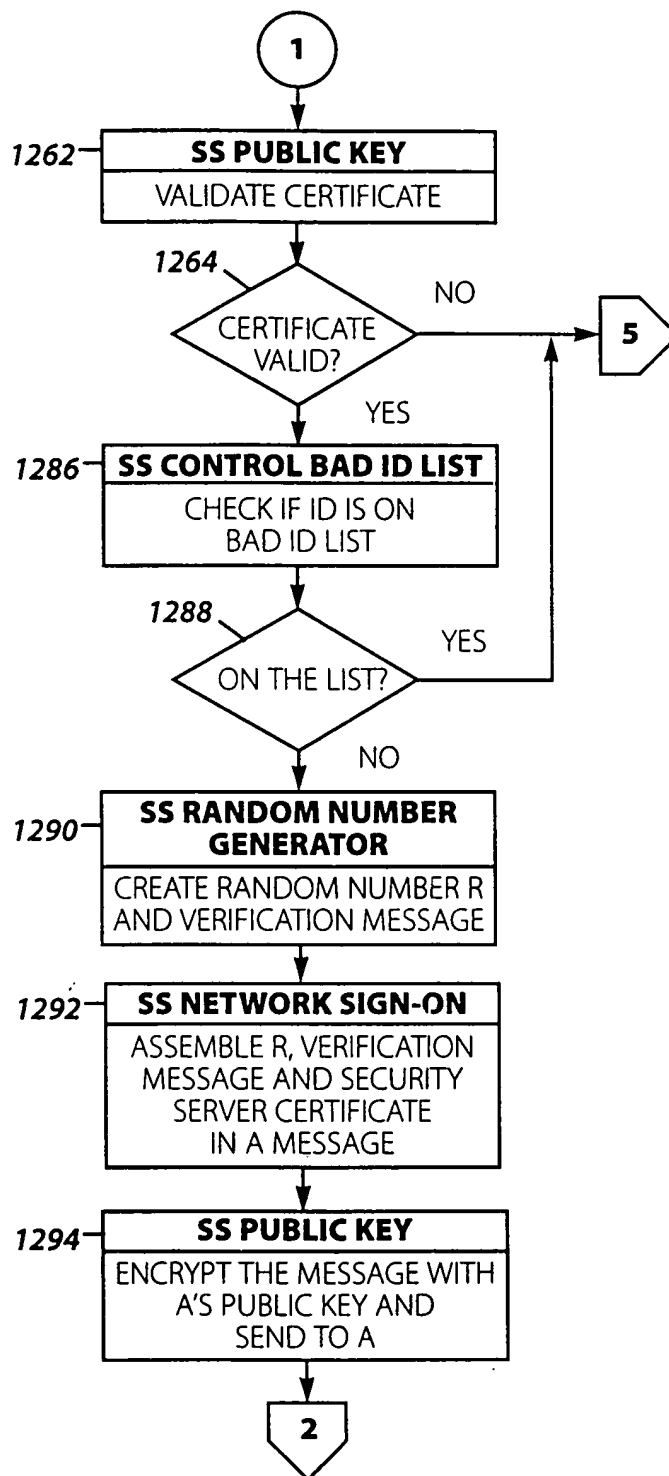 1
1262
SS PUBLIC KEY
VALIDATE CERTIFICATE
1264
CERTIFICATE
VALID?
NO
5
YES
1286
SS CONTROL BAD ID LIST
CHECK IF ID IS ON
BAD ID LIST
1288
ON THE LIST?
YES
NO
1290
SS RANDOM NUMBER
GENERATOR
CREATE RANDOM NUMBER R
AND VERIFICATION MESSAGE
1292
SS NETWORK SIGN-ON
ASSEMBLE R, VERIFICATION
MESSAGE AND SECURITY
SERVER CERTIFICATE
IN A MESSAGE
1294
SS PUBLIC KEY
ENCRYPT THE MESSAGE WITH
A'S PUBLIC KEY AND
SEND TO A
2